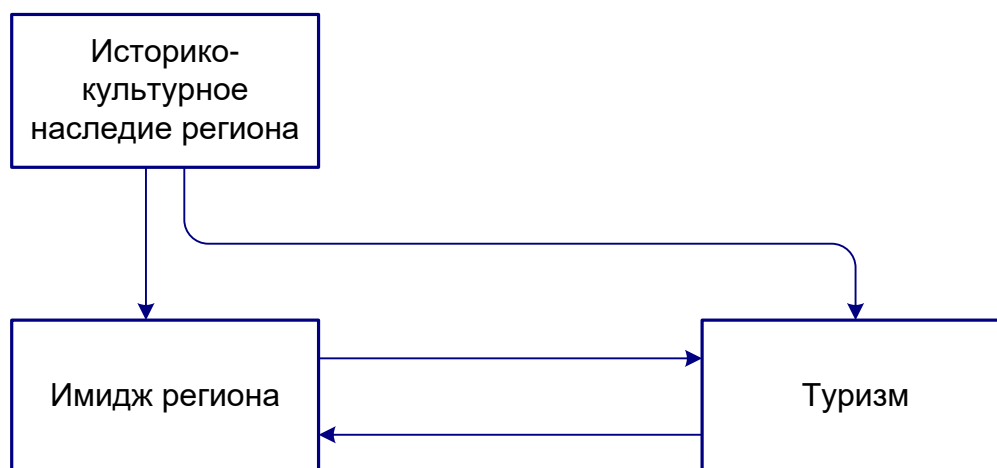 Историко-
культурное
наследие региона
Имидж региона
Туризм